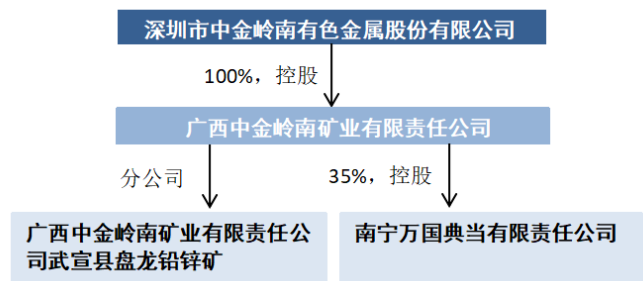 深圳市中金岭南有色金属股份有限公司
100%，控股
广西中金岭南矿业有限责任公司
分公司
35%，控股
广西中金岭南矿业有限责任公
司武宣县盘龙铅锌矿
南宁万国典当有限责任公司